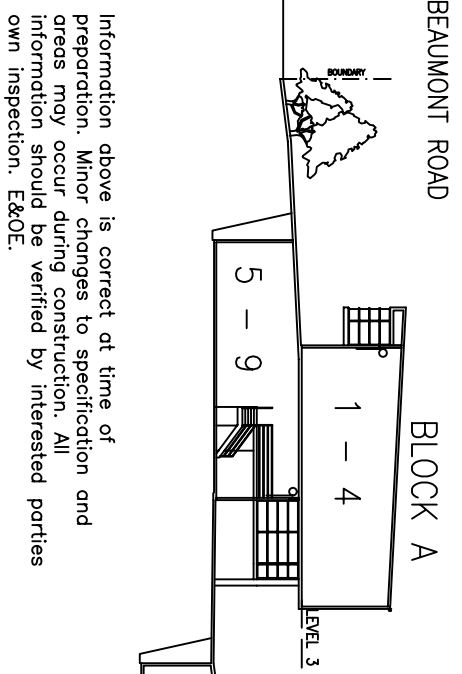 BEAUMONT ROAD
BLOCK A
BOUNDARY
1 - 4
5 - 9
LEVEL 3
Information above is correct at time of
preparation. Minor changes to specification and
areas may occur during construction. All
information should be verified by interested parties
own inspection. E&OE.